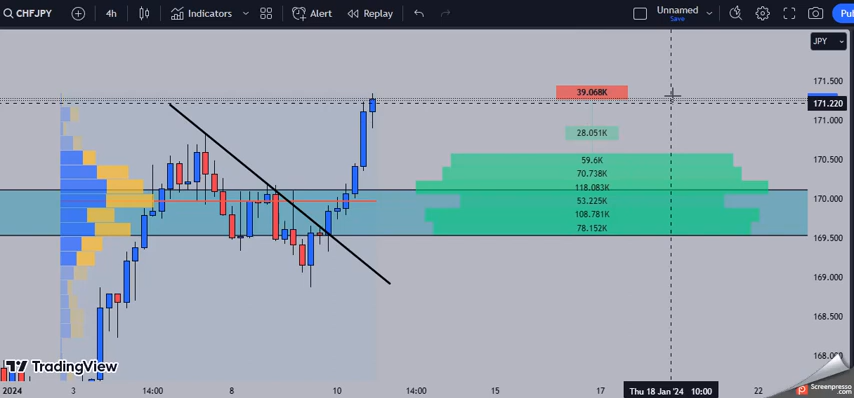 CHFJPY
4h
Indicators
Alert
Replay
Unnamed
Save
JPY
171.500
39.068K
171.220
171.000
28.051K
170.500
59.6K
70.738K
118.083K
170.000
53.225K
108.781K
78.152K
169.500
169.000
168.500
168.000
TradingView
2024
3
14:00
8
10
14:00
15
17
Thu 18 Jan '24 10:00
22
Screenpresso
.com